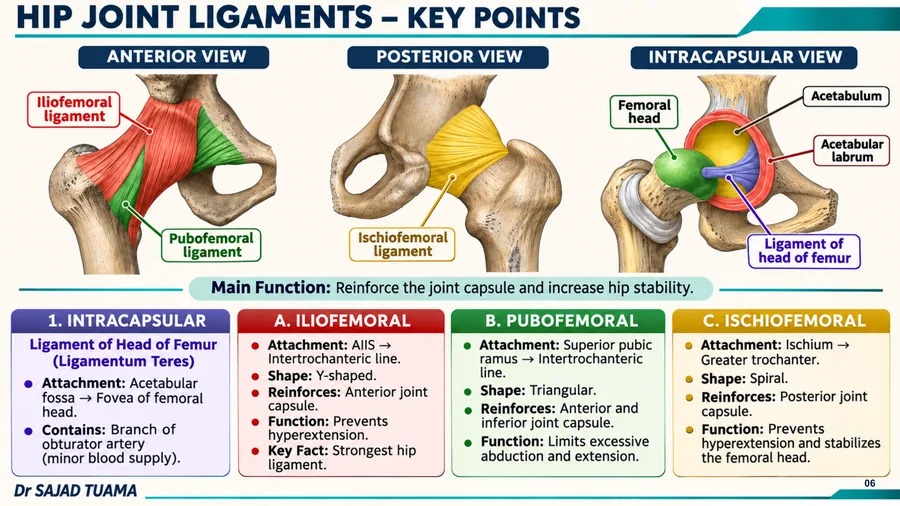 HIP JOINT LIGAMENTS – KEY POINTS
ANTERIOR VIEW
Iliofemoral
ligament
Pubofemoral
ligament
POSTERIOR VIEW
Ischiofemoral
ligament
INTRACAPSULAR VIEW
Femoral
head
Acetabulum
Acetabular
labrum
Ligament of
head of femur
Main Function: Reinforce the joint capsule and increase hip stability.
1. INTRACAPSULAR
Ligament of Head of Femur
(Ligamentum Teres)
• Attachment: Acetabular
fossa → Fovea of femoral
head.
• Contains: Branch of
obturator artery
(minor blood supply).
A. ILIOFEMORAL
• Attachment: AIIS →
Intertrochanteric line.
• Shape: Y-shaped.
• Reinforces: Anterior joint
capsule.
• Function: Prevents
hyperextension.
• Key Fact: Strongest hip
ligament.
B. PUBOFEMORAL
• Attachment: Superior pubic
ramus → Intertrochanteric
line.
• Shape: Triangular.
• Reinforces: Anterior and
inferior joint capsule.
• Function: Limits excessive
abduction and extension.
C. ISCHIOFEMORAL
• Attachment: Ischium →
Greater trochanter.
• Shape: Spiral.
• Reinforces: Posterior joint
capsule.
• Function: Prevents
hyperextension and stabilizes
the femoral head.
Dr SAJAD TUAMA
06